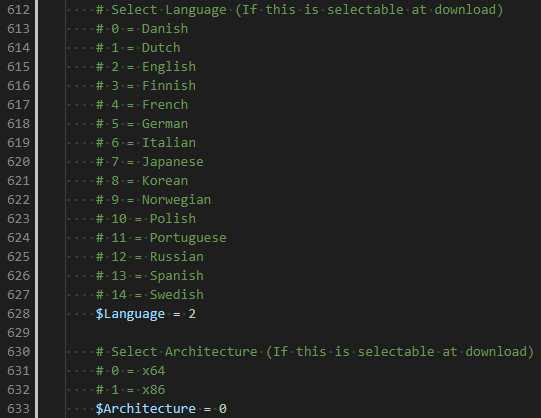 612 # Select Language (If this is selectable at download)
613 # 0 = Danish
614 # 1 = Dutch
615 # 2 = English
616 # 3 = Finnish
617 # 4 = French
618 # 5 = German
619 # 6 = Italian
620 # 7 = Japanese
621 # 8 = Korean
622 # 9 = Norwegian
623 # 10 = Polish
624 # 11 = Portuguese
625 # 12 = Russian
626 # 13 = Spanish
627 # 14 = Swedish
628 $Language = 2
629
630 # Select Architecture (If this is selectable at download)
631 # 0 = x64
632 # 1 = x86
633 $Architecture = 0